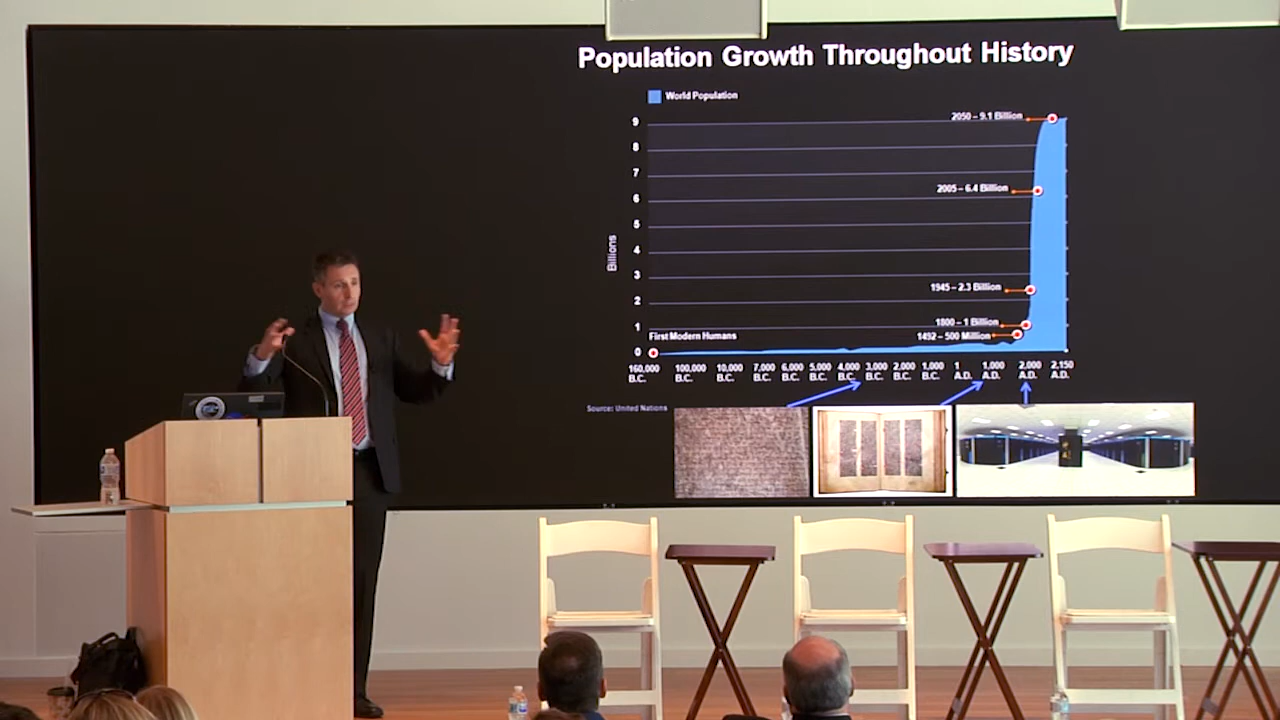 Population Growth Throughout History
World Population
9
8
7
6
5
4
3
2
1
0
Billions
2050 – 9.1 Billion
2005 – 6.4 Billion
1945 – 2.3 Billion
1800 – 1 Billion
1492 – 500 Million
First Modern Humans
160,000 B.C.
100,000 B.C.
10,000 B.C.
7,000 B.C.
6,000 B.C.
5,000 B.C.
4,000 B.C.
3,000 B.C.
2,000 B.C.
1,000 B.C.
1 A.D.
1,000 A.D.
2,000 A.D.
2,150 A.D.
Source: United Nations